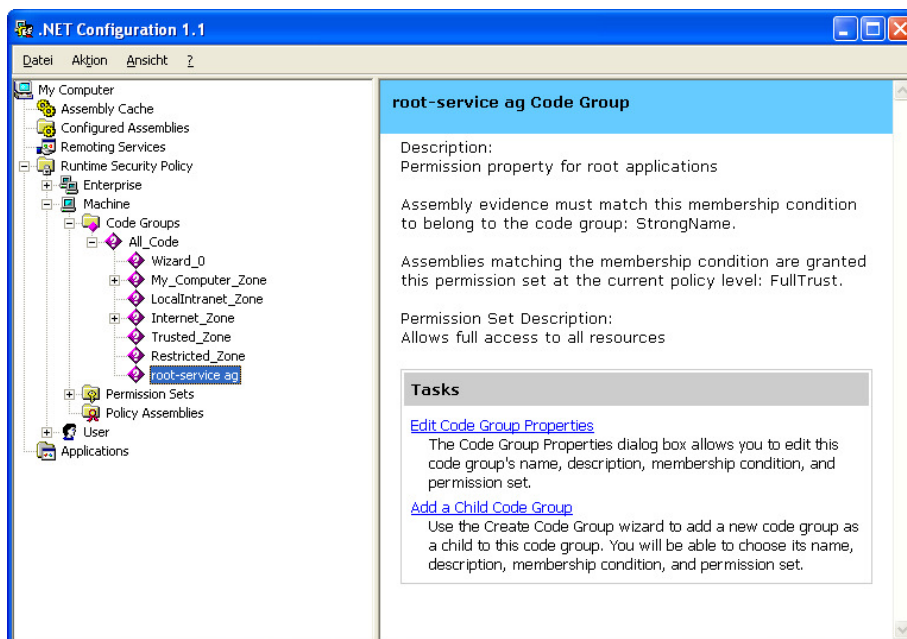 .NET Configuration 1.1
Datei Aktion Ansicht ?
My Computer
Assembly Cache
Configured Assemblies
Remoting Services
Runtime Security Policy
Enterprise
Machine
Code Groups
All_Code
Wizard_0
My_Computer_Zone
LocalIntranet_Zone
Internet_Zone
Trusted_Zone
Restricted_Zone
root-service ag
Permission Sets
Policy Assemblies
User
Applications
root-service ag Code Group
Description:
Permission property for root applications
Assembly evidence must match this membership condition
to belong to the code group: StrongName.
Assemblies matching the membership condition are granted
this permission set at the current policy level: FullTrust.
Permission Set Description:
Allows full access to all resources
Tasks
Edit Code Group Properties
The Code Group Properties dialog box allows you to edit this
code group's name, description, membership condition, and
permission set.
Add a Child Code Group
Use the Create Code Group wizard to add a new code group as
a child to this code group. You will be able to choose its name,
description, membership condition, and permission set.